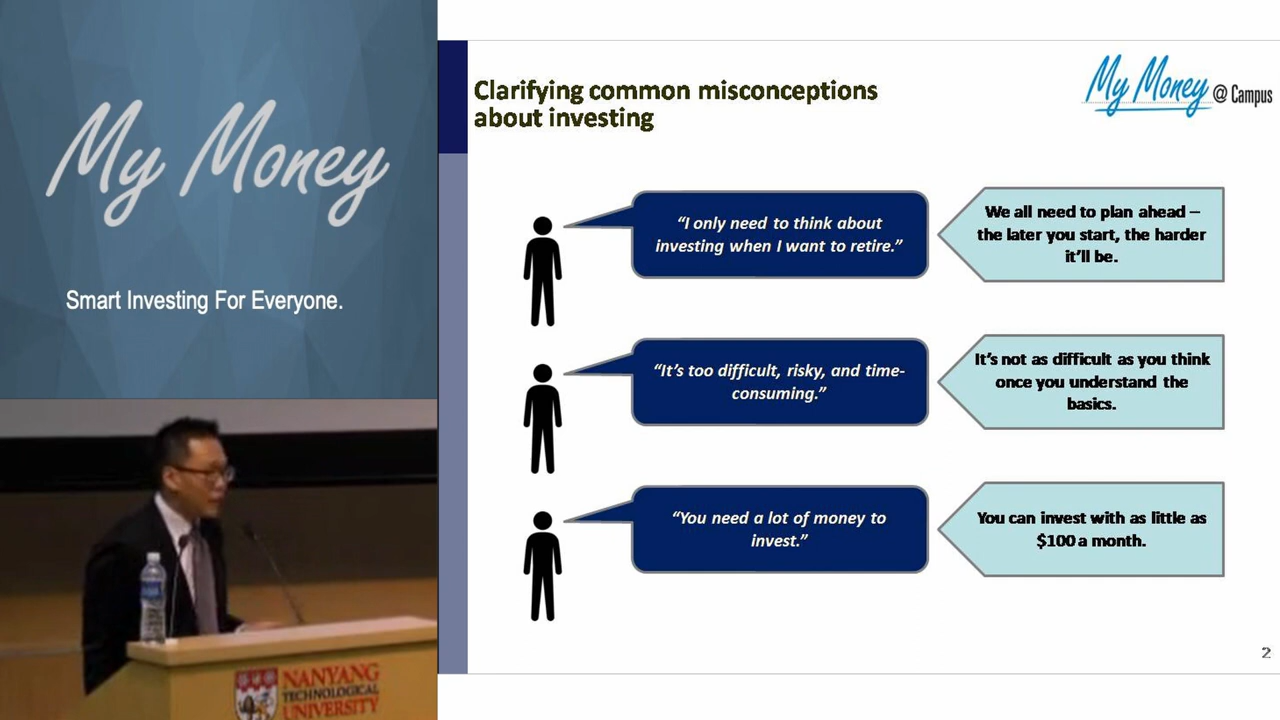 My Money
Smart Investing For Everyone.
NANYANG
TECHNOLOGICAL
UNIVERSITY
Clarifying common misconceptions
about investing
My Money @ Campus
“I only need to think about
investing when I want to retire.”
We all need to plan ahead –
the later you start, the harder
it’ll be.
“It’s too difficult, risky, and time-
consuming.”
It’s not as difficult as you think
once you understand the
basics.
“You need a lot of money to
invest.”
You can invest with as little as
$100 a month.
2